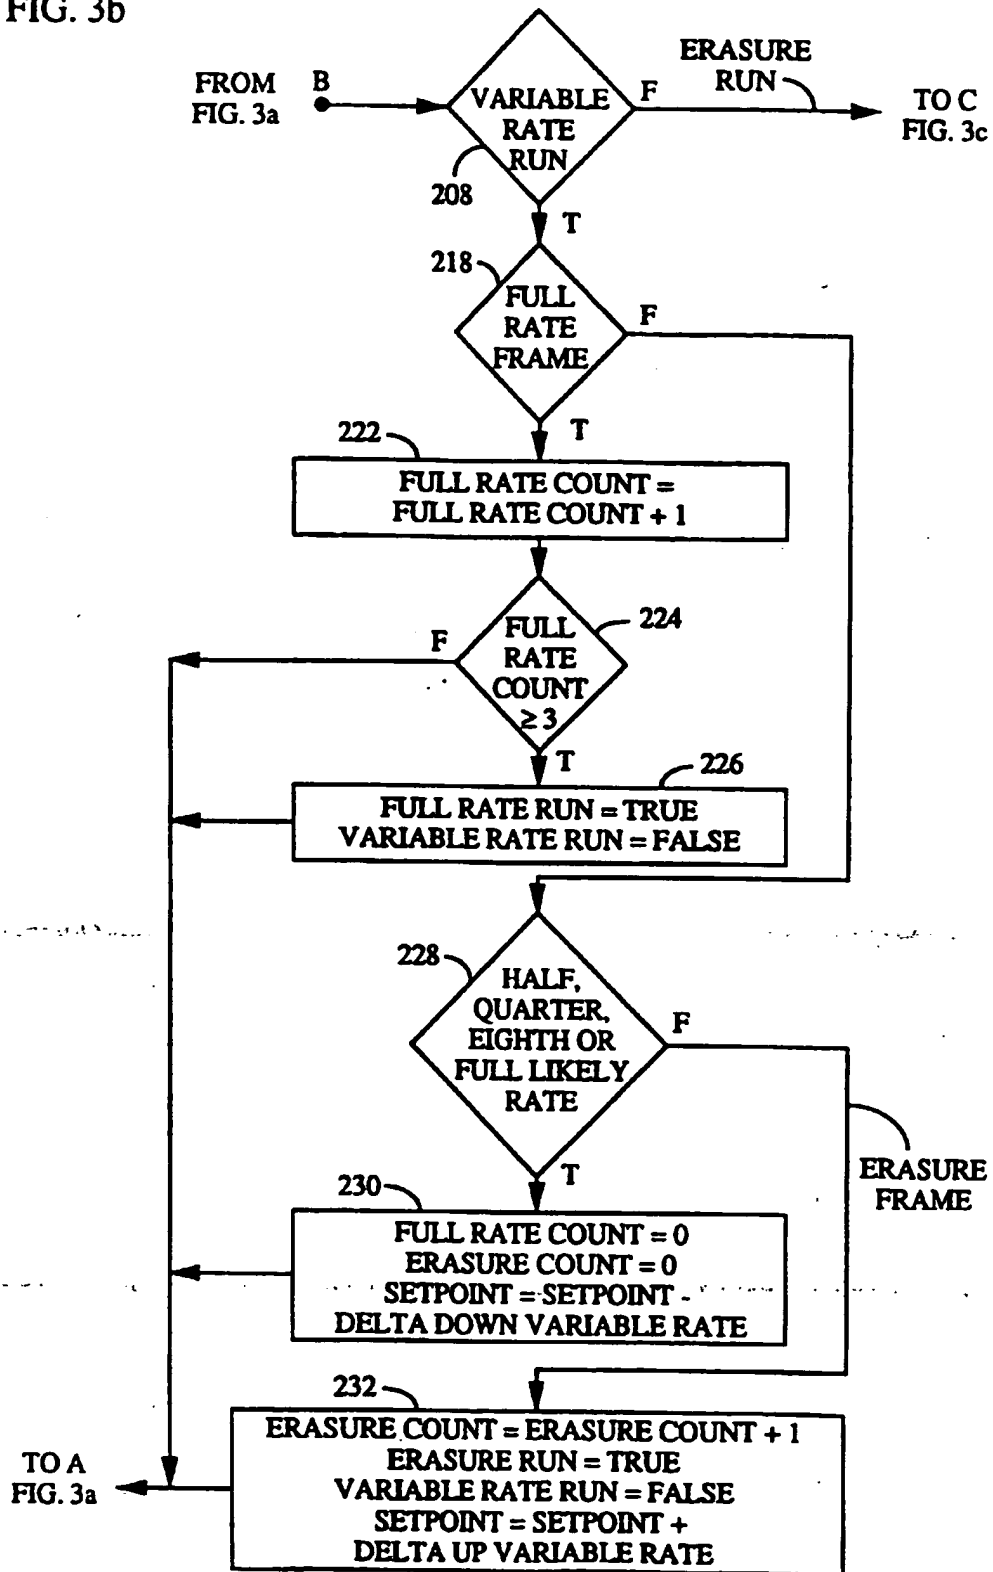 FIG. 3b
FROM
FIG. 3a
B
VARIABLE
RATE
RUN
F
ERASURE
RUN
TO C
FIG. 3c
208
T
218
FULL
RATE
FRAME
F
T
222
FULL RATE COUNT =
FULL RATE COUNT + 1
224
FULL
RATE
COUNT
≥ 3
F
T
226
FULL RATE RUN = TRUE
VARIABLE RATE RUN = FALSE
228
HALF,
QUARTER,
EIGHTH OR
FULL LIKELY
RATE
F
T
ERASURE
FRAME
230
FULL RATE COUNT = 0
ERASURE COUNT = 0
SETPOINT = SETPOINT -
DELTA DOWN VARIABLE RATE
232
ERASURE COUNT = ERASURE COUNT + 1
ERASURE RUN = TRUE
VARIABLE RATE RUN = FALSE
SETPOINT = SETPOINT +
DELTA UP VARIABLE RATE
TO A
FIG. 3a